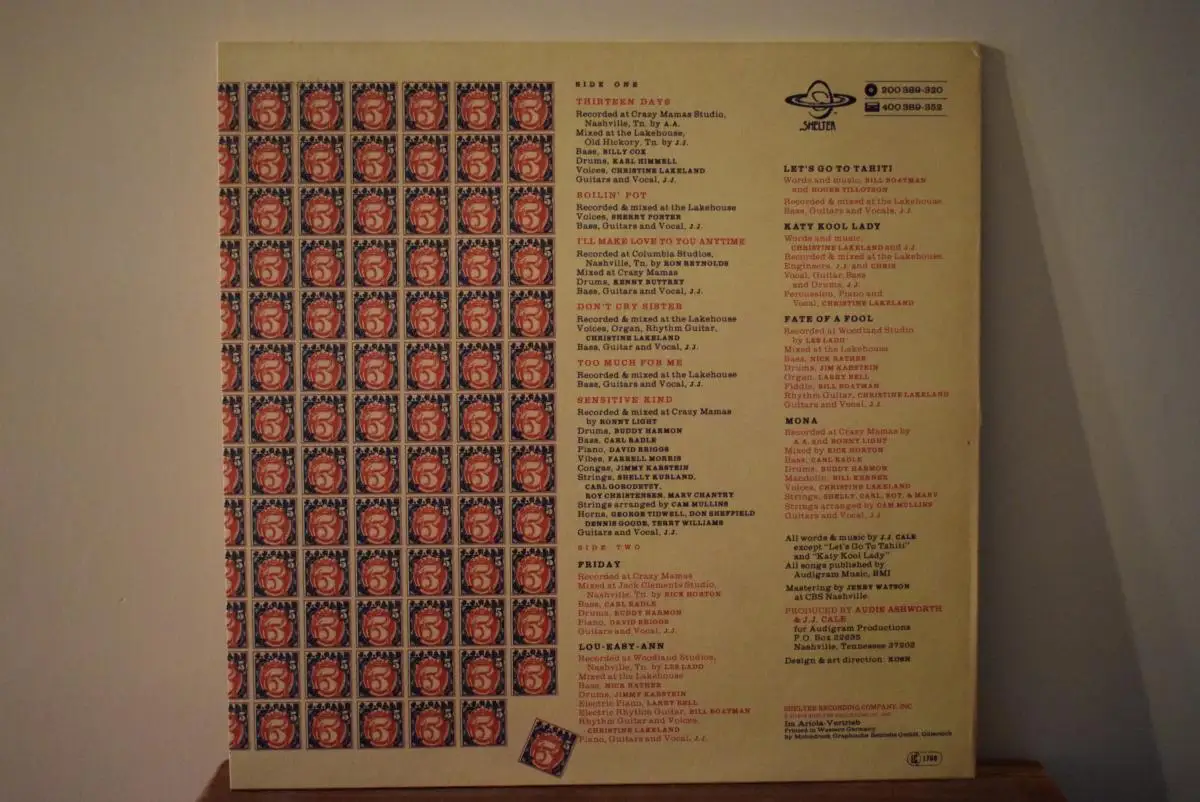 SIDE ONE
THIRTEEN DAYS
Recorded at Crazy Mamas Studio,
Nashville, Tn. by A.A.
Mixed at the Lakehouse,
Old Hickory, Tn. by J.J.
Bass, BILLY COX
Drums, KARL HIMMELL
Voices, CHRISTINE LAKELAND
Guitars and Vocal, J.J.
BOILIN' POT
Recorded & mixed at the Lakehouse
Voices, SHERRY PORTER
Bass, Guitars and Vocal, J.J.
I'LL MAKE LOVE TO YOU ANYTIME
Recorded at Columbia Studios,
Nashville, Tn. by RON REYNOLDS
Mixed at Crazy Mamas
Drums, KENNY BUTTREY
Bass, Guitars and Vocal, J.J.
DON'T CRY SISTER
Recorded & mixed at the Lakehouse
Voices, Organ, Rhythm Guitar,
CHRISTINE LAKELAND
Bass, Guitar and Vocal, J.J.
TOO MUCH FOR ME
Recorded & mixed at the Lakehouse
Bass, Guitars and Vocal, J.J.
SENSITIVE KIND
Recorded & mixed at Crazy Mamas
by RONNY LIGHT
Drums, BUDDY HARMON
Bass, CARL RADLE
Piano, DAVID BRIGGS
Vibes, FARRELL MORRIS
Congas, JIMMY KARSTEIN
Strings, SHELLY KURLAND,
CARL GORODETZY,
ROY CHRISTENSEN, MARV CHANTRY
Strings arranged by CAM MULLINS
Horns, GEORGE TIDWELL, DON SHEFFIELD
DENNIS GOODE, TERRY WILLIAMS
Guitars and Vocal, J.J.
SIDE TWO
FRIDAY
Recorded at Crazy Mamas
Mixed at Jack Clements Studio,
Nashville, Tn. by RICK HORTON
Bass, CARL RADLE
Drums, BUDDY HARMON
Piano, DAVID BRIGGS
Guitars and Vocal, J.J.
LOU-EASY-ANN
Recorded at Woodland Studios,
Nashville, Tn. by LES LADD
Mixed at the Lakehouse
Bass, NICK RATHER
Drums, JIMMY KARSTEIN
Electric Piano, LARRY BELL
Electric Rhythm Guitar, BILL BOATMAN
Rhythm Guitar and Voices,
CHRISTINE LAKELAND
Piano, Guitars and Vocal, J.J.
SHELTER
200 389-320
400 389-352
LET'S GO TO TAHITI
Words and music, BILL BOATMAN
and ROGER TILLOTSON
Recorded & mixed at the Lakehouse
Bass, Guitars and Vocals, J.J.
KATY KOOL LADY
Words and music,
CHRISTINE LAKELAND and J.J.
Recorded & mixed at the Lakehouse
Engineers, J.J. and CHRIS
Vocal, Guitar, Bass
and Drums, J.J.
Percussion, Piano and
Vocal, CHRISTINE LAKELAND
FATE OF A FOOL
Recorded at Woodland Studio
by LES LADD
Mixed at the Lakehouse
Bass, NICK RATHER
Drums, JIM KARSTEIN
Organ, LARRY BELL
Fiddle, BILL BOATMAN
Rhythm Guitar, CHRISTINE LAKELAND
Guitars and Vocal, J.J.
MONA
Recorded at Crazy Mamas by
A.A. and RONNY LIGHT
Mixed by RICK HORTON
Bass, CARL RADLE
Drums, BUDDY HARMON
Mandolin, BILL KENNER
Voices, CHRISTINE LAKELAND
Strings, SHELLY, CARL, ROY, & MARV
Strings arranged by CAM MULLINS
Guitars and Vocal, J.J.
All words & music by J.J. CALE
except "Let's Go To Tahiti"
and "Katy Kool Lady"
All songs published by
Audigram Music, BMI
Mastering by JERRY WATSON
at CBS Nashville.
PRODUCED BY AUDIE ASHWORTH
& J.J. CALE
for Audigram Productions
P.O. Box 22635
Nashville, Tennessee 37202
Design & art direction: KOSH
SHELTER RECORDING COMPANY, INC.
Im Ariola-Vertrieb
Printed in Western Germany
by Mohndruck Graphische Betriebe GmbH, Gütersloh
LC 1768
5